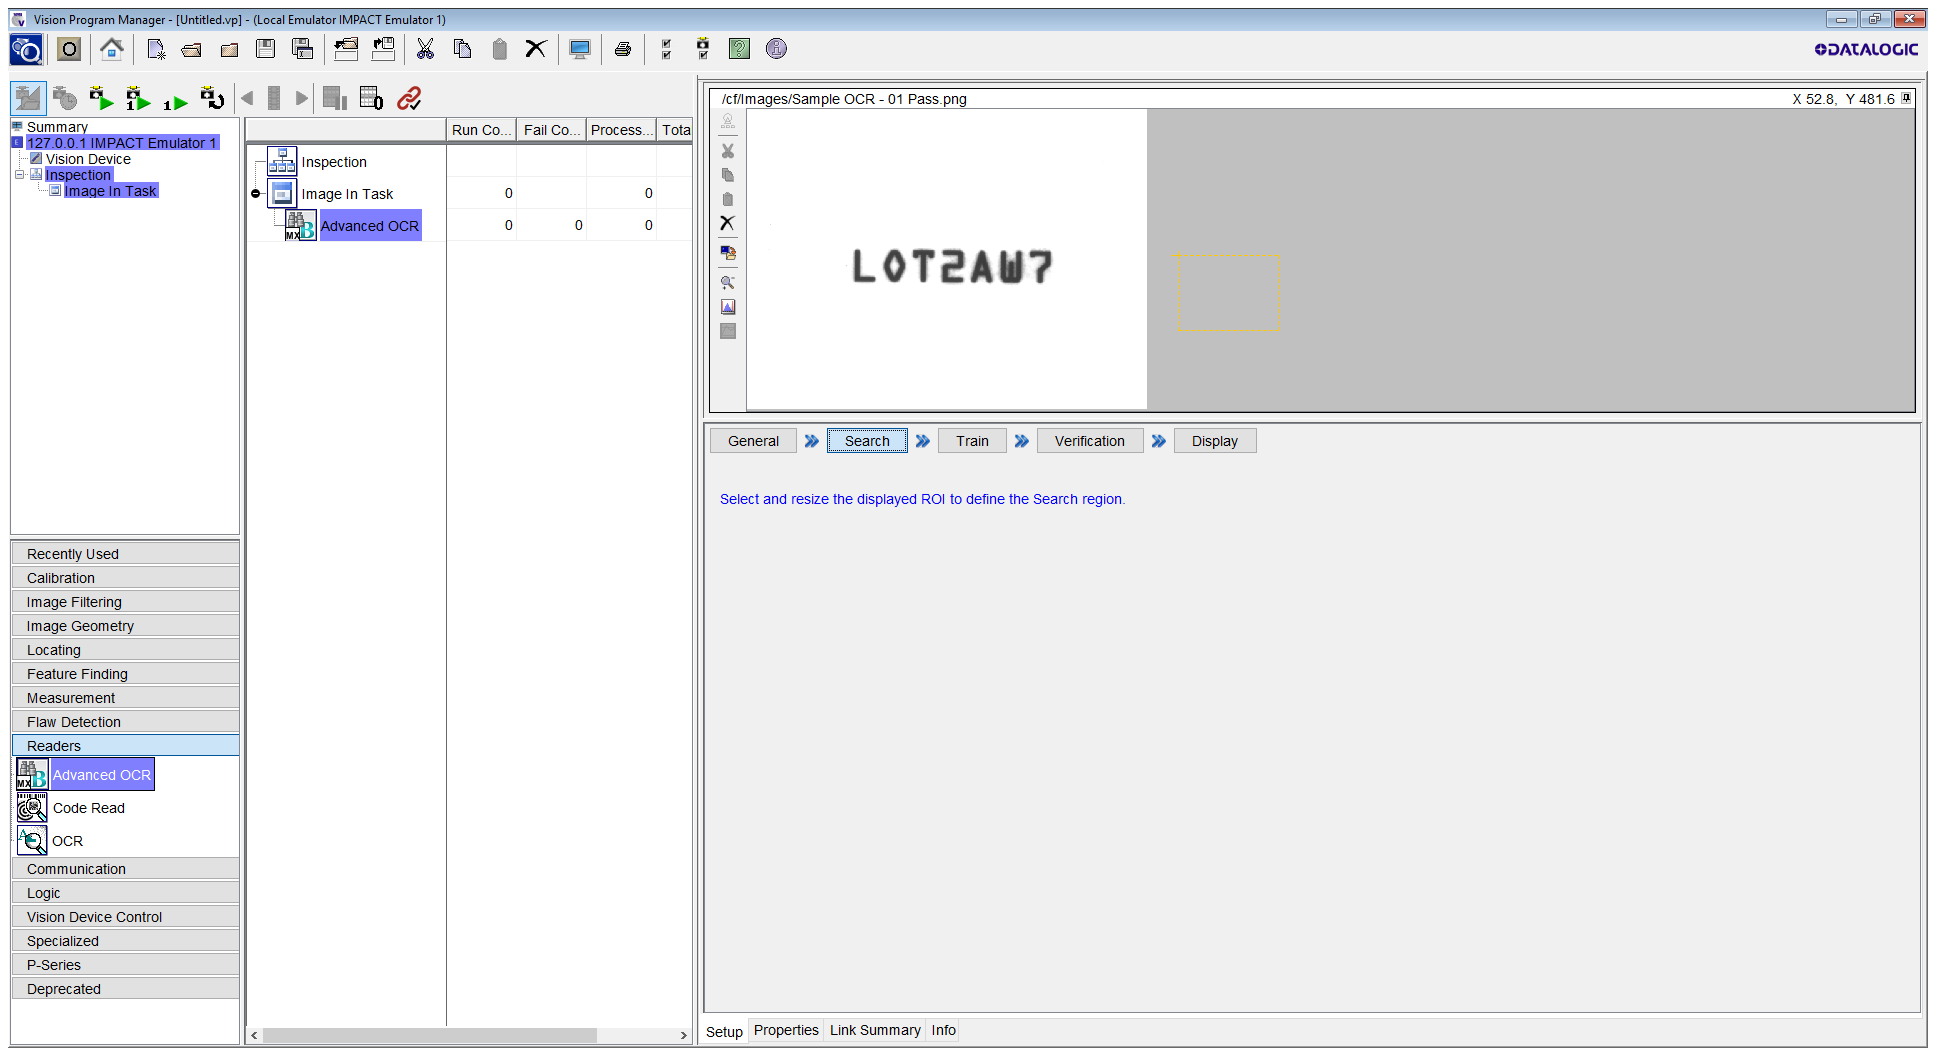 Vision Program Manager - [Untitled.vp] - (Local Emulator IMPACT Emulator 1)
DATALOGIC
Summary
127.0.0.1 IMPACT Emulator 1
Vision Device
Inspection
Image In Task
Run Co... Fail Co... Process... Tota
Inspection
Image In Task 0 0
Advanced OCR 0 0 0
/cf/Images/Sample OCR - 01 Pass.png X 52.8, Y 481.6
LOT2AW7
General Search Train Verification Display
Select and resize the displayed ROI to define the Search region.
Recently Used
Calibration
Image Filtering
Image Geometry
Locating
Feature Finding
Measurement
Flaw Detection
Readers
Advanced OCR
Code Read
OCR
Communication
Logic
Vision Device Control
Specialized
P-Series
Deprecated
Setup Properties Link Summary Info